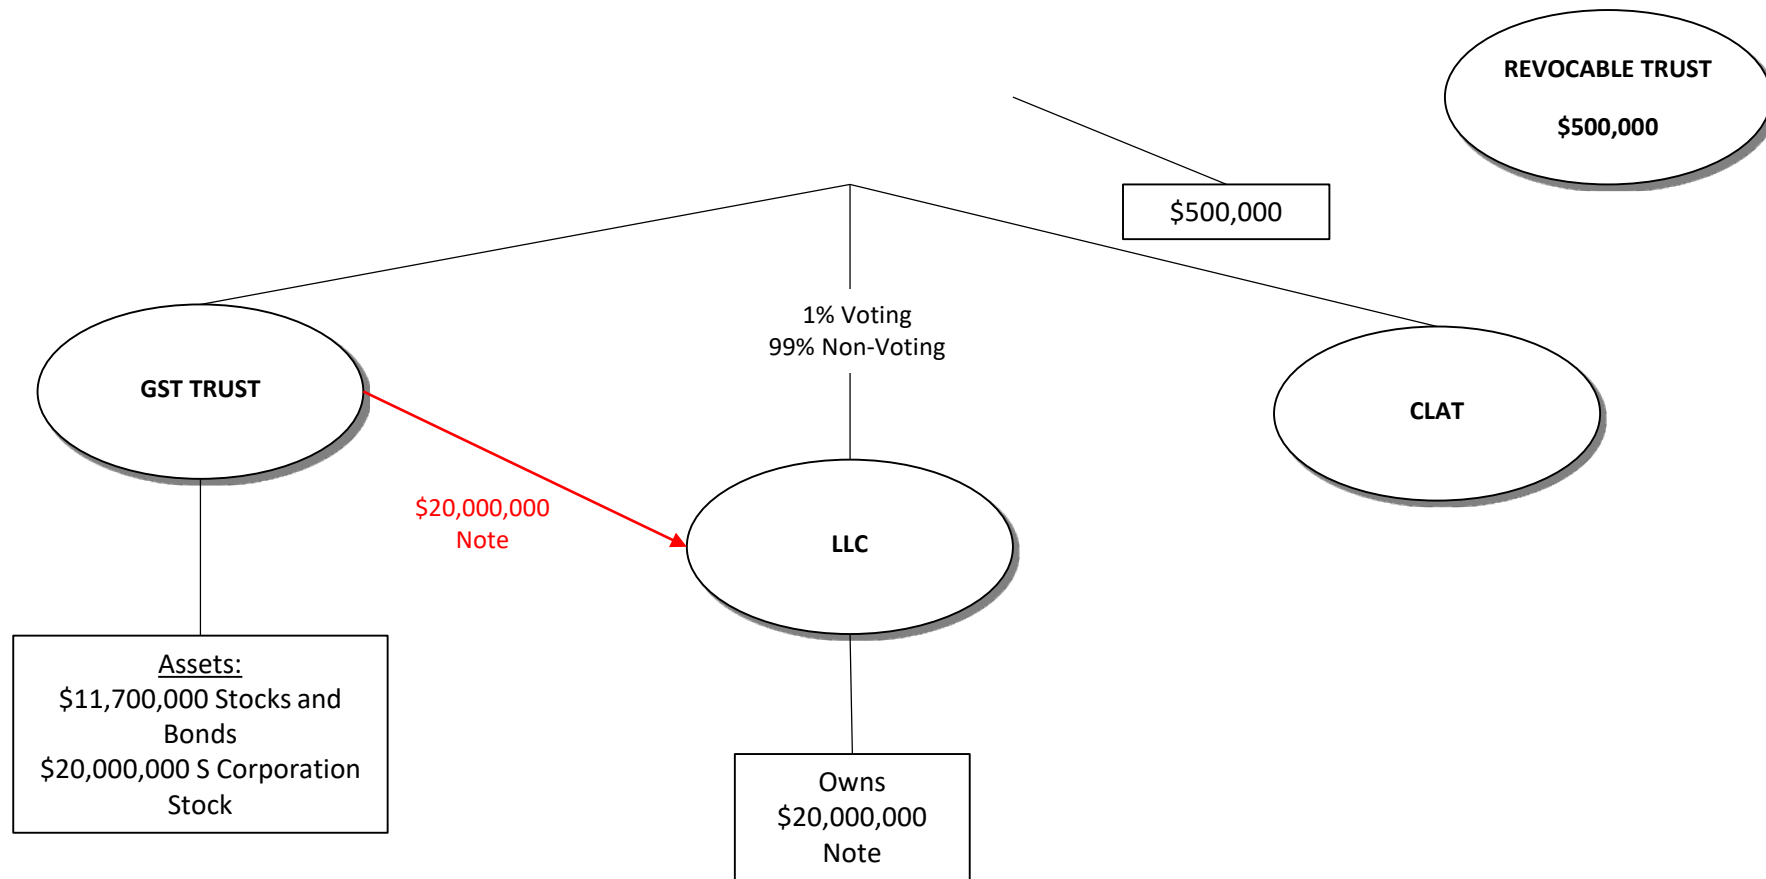 REVOCABLE TRUST
$500,000
$500,000
1% Voting
99% Non-Voting
GST TRUST
CLAT
$20,000,000
Note
LLC
Assets:
$11,700,000 Stocks and
Bonds
$20,000,000 S Corporation
Stock
Owns
$20,000,000
Note